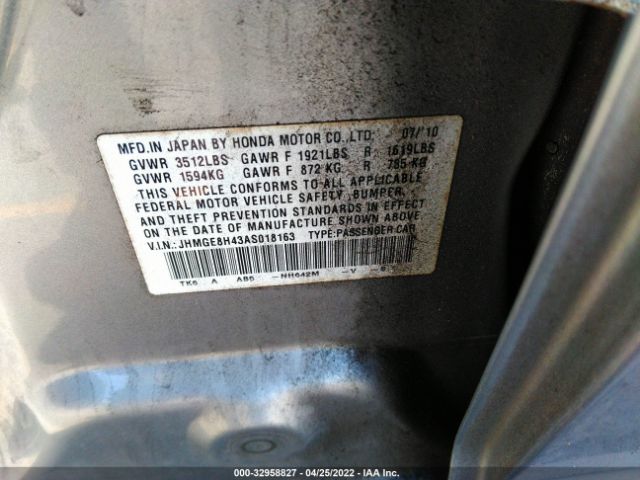 MFD.IN JAPAN BY HONDA MOTOR CO.,LTD. 01/'10
GVWR 3512LBS GAWR F 1921LBS R 1619LBS
GVWR 1594KG GAWR F 872 KG R 785 KG
THIS VEHICLE CONFORMS TO ALL APPLICABLE
FEDERAL MOTOR VEHICLE SAFETY, BUMPER,
AND THEFT PREVENTION STANDARDS IN EFFECT
ON THE DATE OF MANUFACTURE SHOWN ABOVE.
V.I.N.: JHMGE8H43AS018163 TYPE:PASSENGER CAR
TK6 A AB5 -NH642M -V -
000-32958827 - 04/25/2022 - IAA Inc.